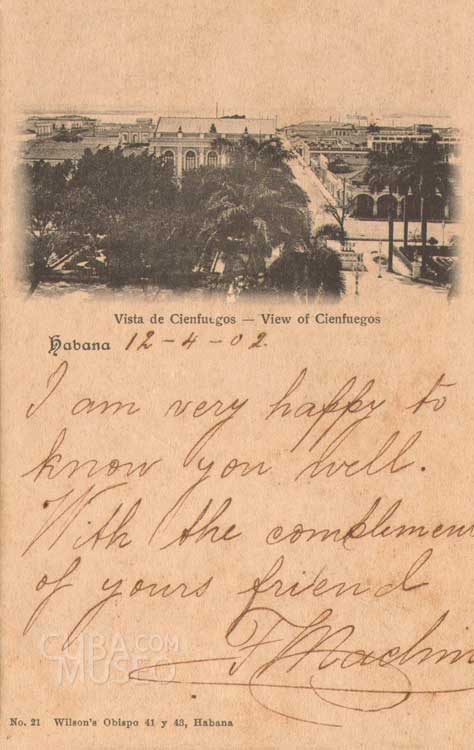 Vista de Cienfuegos — View of Cienfuegos
Habana 12-4-02.
I am very happy to
know you well.
With the complimen
of yours friend
F Machin
CUBA.COM
MUSEO
No. 21 Wilson's Obispo 41 y 43, Habana